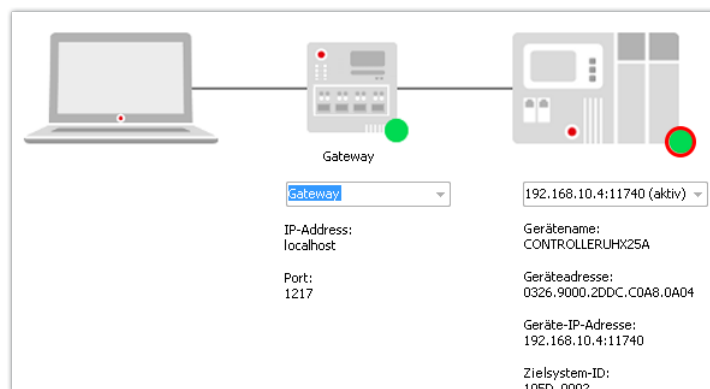 Gateway
Gateway
192.168.10.4:11740 (aktiv)
IP-Address:
localhost
Port:
1217
Gerätename:
CONTROLLERUHX25A
Geräteadresse:
0326.9000.2DDC.C0A8.0A04
Geräte-IP-Adresse:
192.168.10.4:11740
Zielsystem-ID: